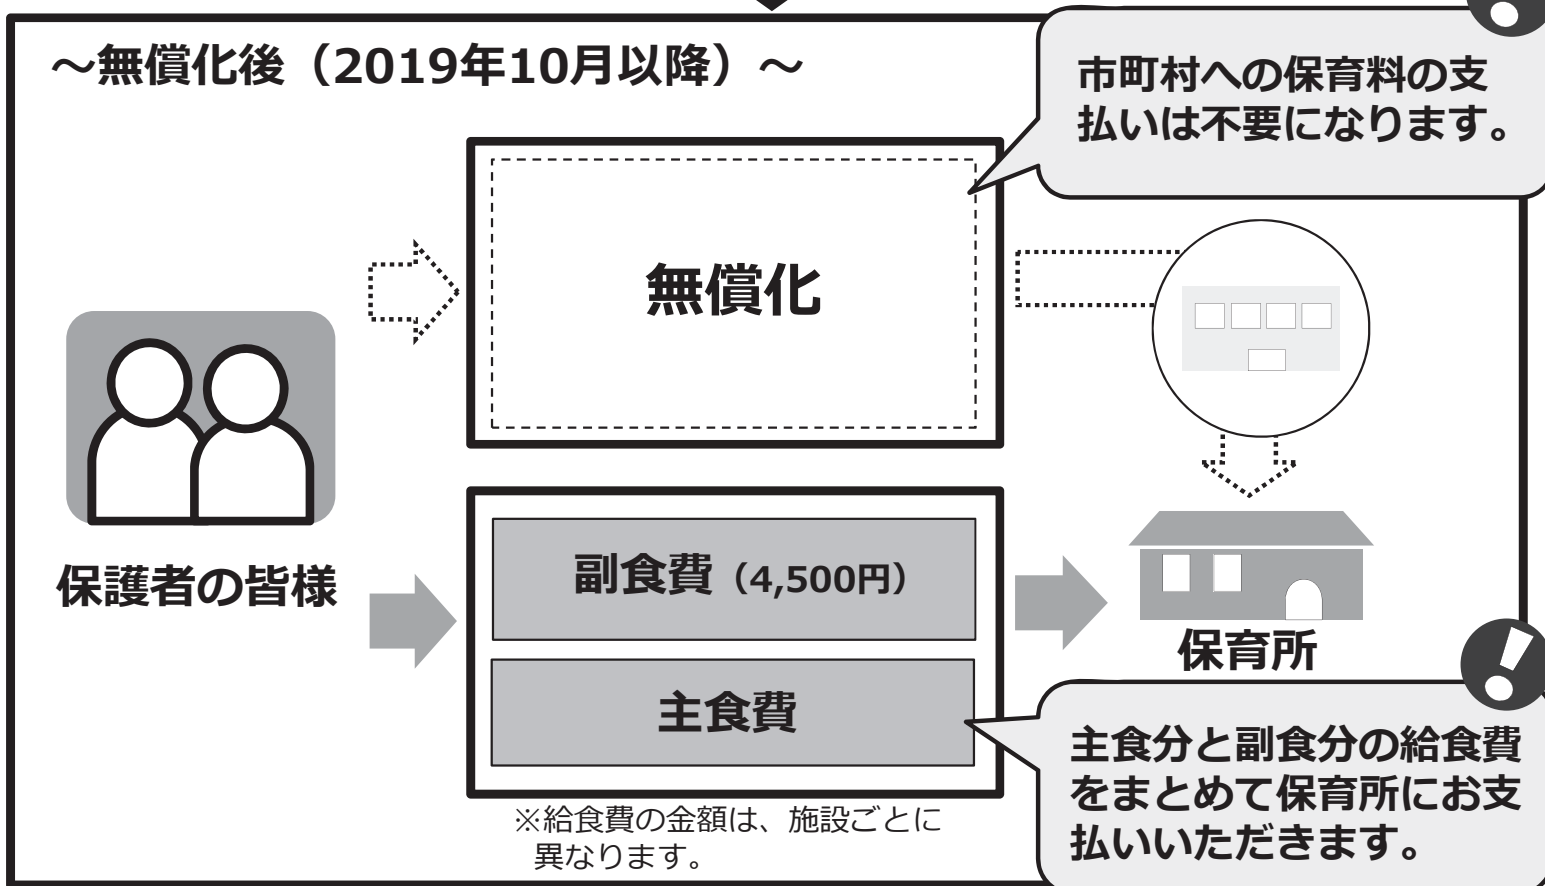 ～無償化後（2019年10月以降）～
市町村への保育料の支
払いは不要になります。
無償化
保護者の皆様
副食費（4,500円）
主食費
保育所
※給食費の金額は、施設ごとに
異なります。
主食分と副食分の給食費
をまとめて保育所にお支
払いいただきます。